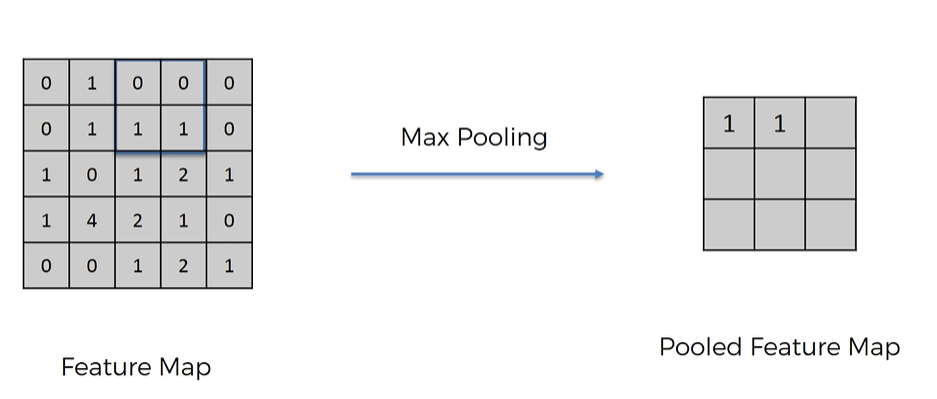 0 1 0 0 0
0 1 1 1 0
1 0 1 2 1
1 4 2 1 0
0 0 1 2 1
Feature Map
Max Pooling
1 1
Pooled Feature Map